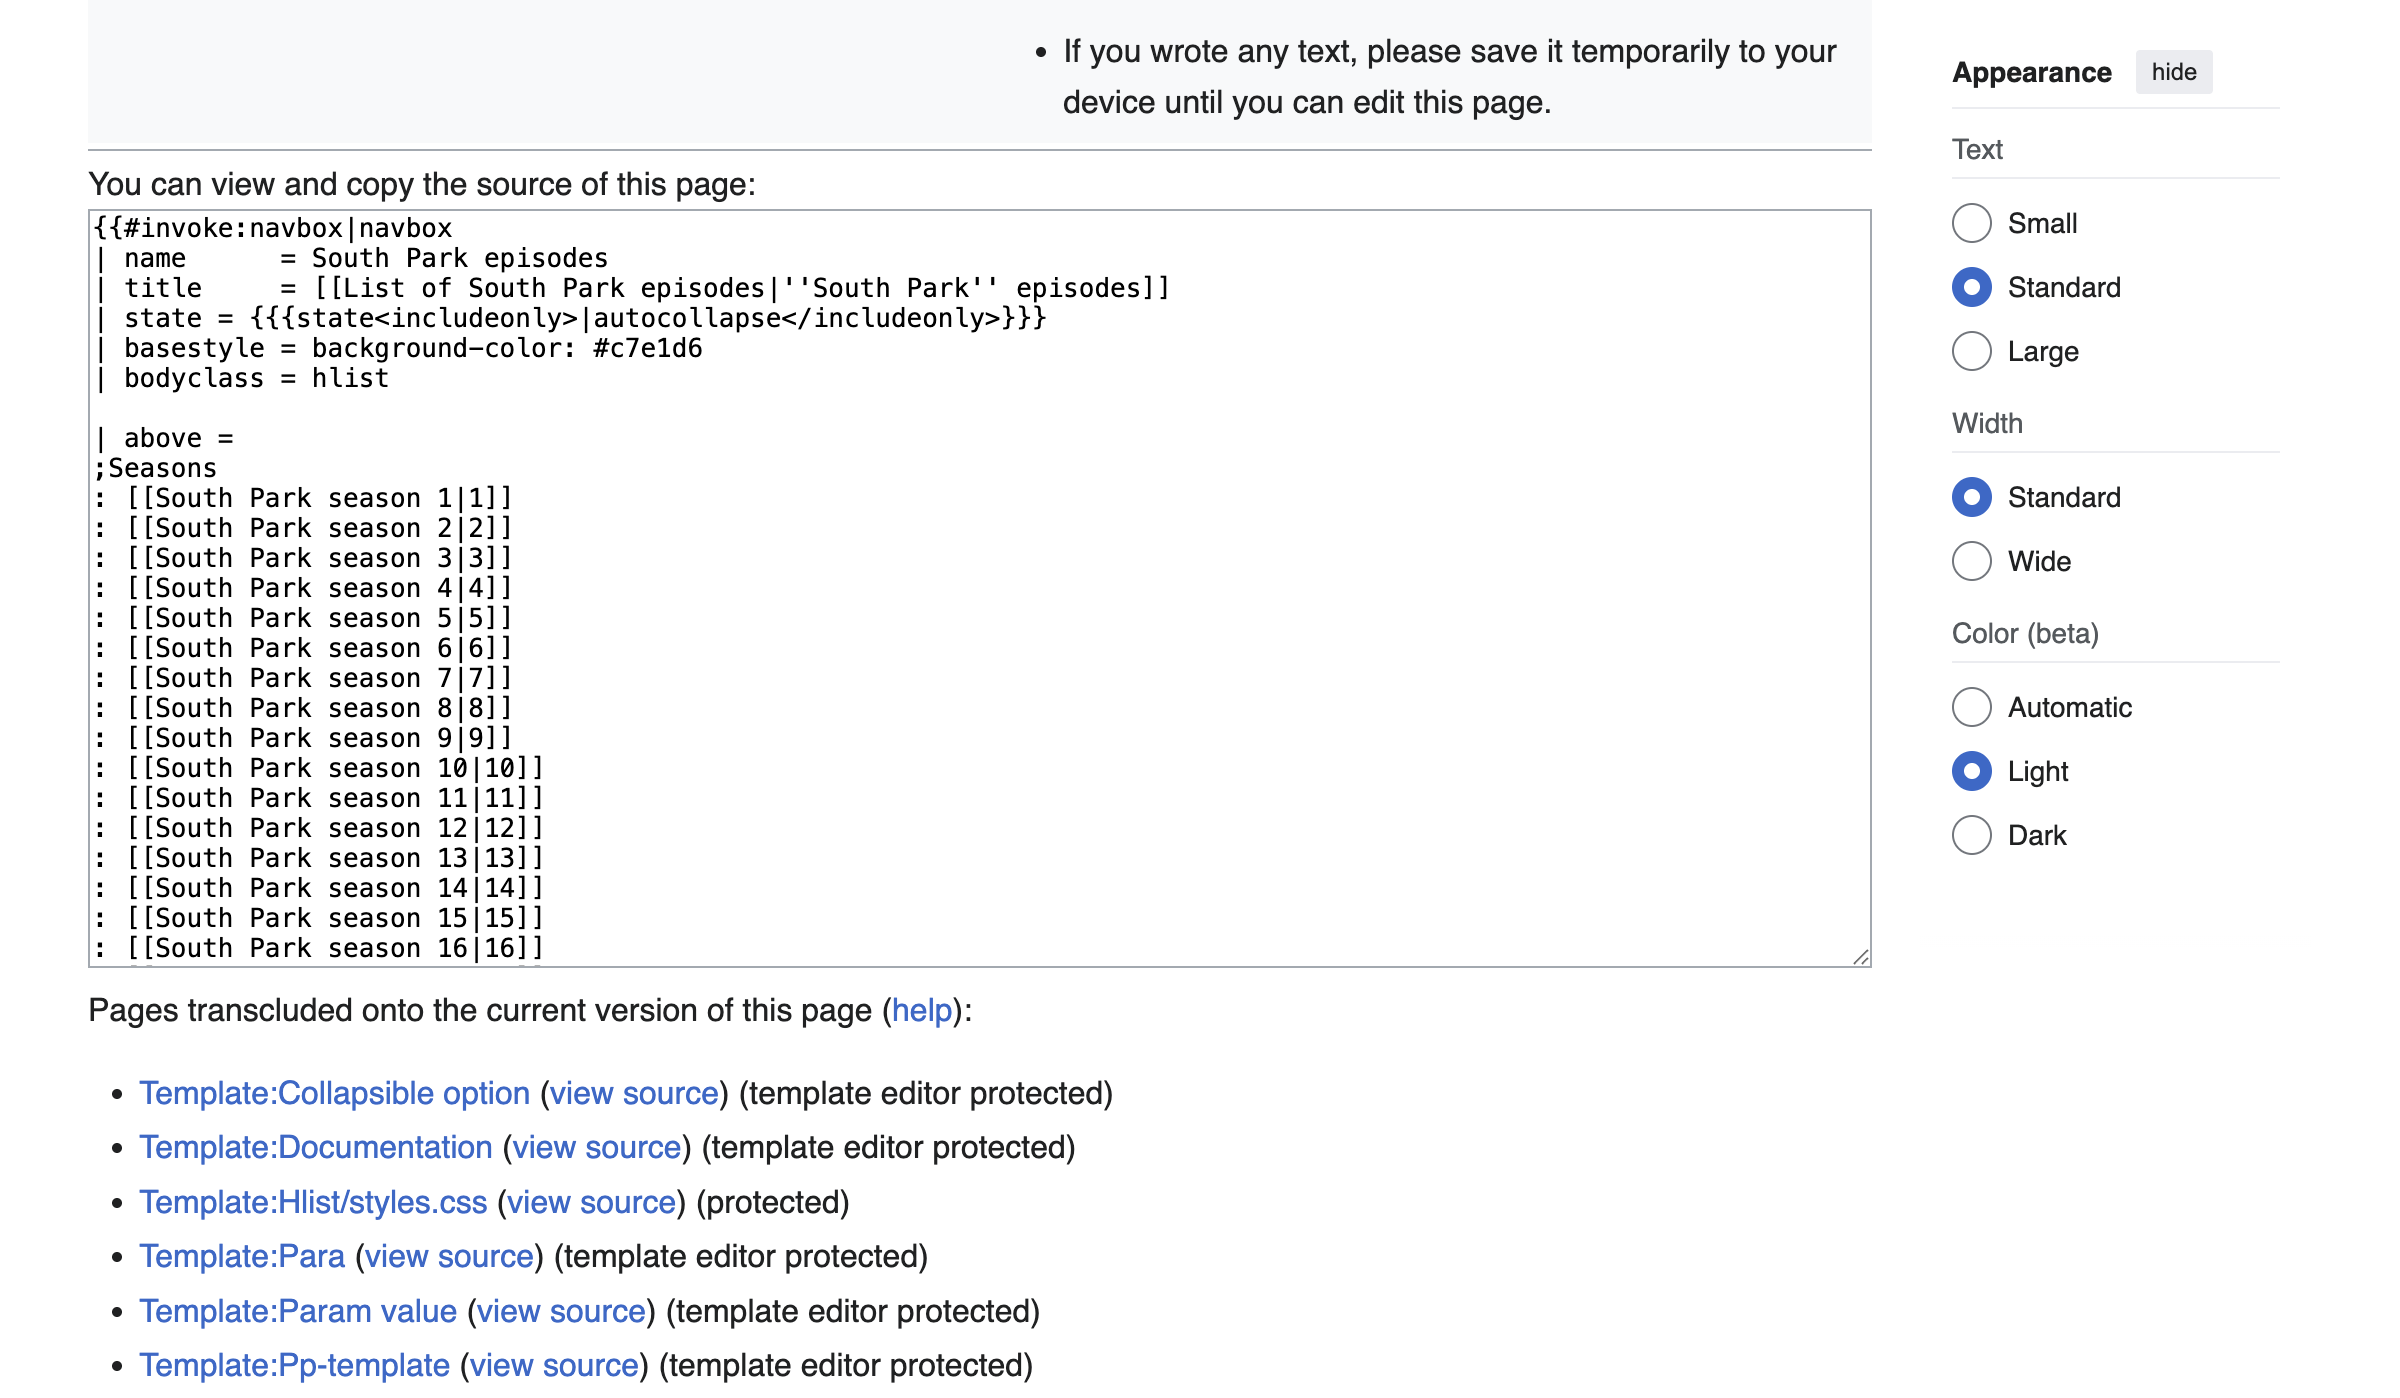 If you wrote any text, please save it temporarily to your
device until you can edit this page.
You can view and copy the source of this page:
{{#invoke:navbox|navbox
| name      = South Park episodes
| title     = [[List of South Park episodes|''South Park'' episodes]]
| state = {{{state<includeonly>|autocollapse</includeonly>}}}
| basestyle = background-color: #c7e1d6
| bodyclass = hlist
| above =
;Seasons
: [[South Park season 1|1]]
: [[South Park season 2|2]]
: [[South Park season 3|3]]
: [[South Park season 4|4]]
: [[South Park season 5|5]]
: [[South Park season 6|6]]
: [[South Park season 7|7]]
: [[South Park season 8|8]]
: [[South Park season 9|9]]
: [[South Park season 10|10]]
: [[South Park season 11|11]]
: [[South Park season 12|12]]
: [[South Park season 13|13]]
: [[South Park season 14|14]]
: [[South Park season 15|15]]
: [[South Park season 16|16]]
Pages transcluded onto the current version of this page (help):
Template:Collapsible option (view source) (template editor protected)
Template:Documentation (view source) (template editor protected)
Template:Hlist/styles.css (view source) (protected)
Template:Para (view source) (template editor protected)
Template:Param value (view source) (template editor protected)
Template:Pp-template (view source) (template editor protected)
Appearance hide
Text
Small
Standard
Large
Width
Standard
Wide
Color (beta)
Automatic
Light
Dark